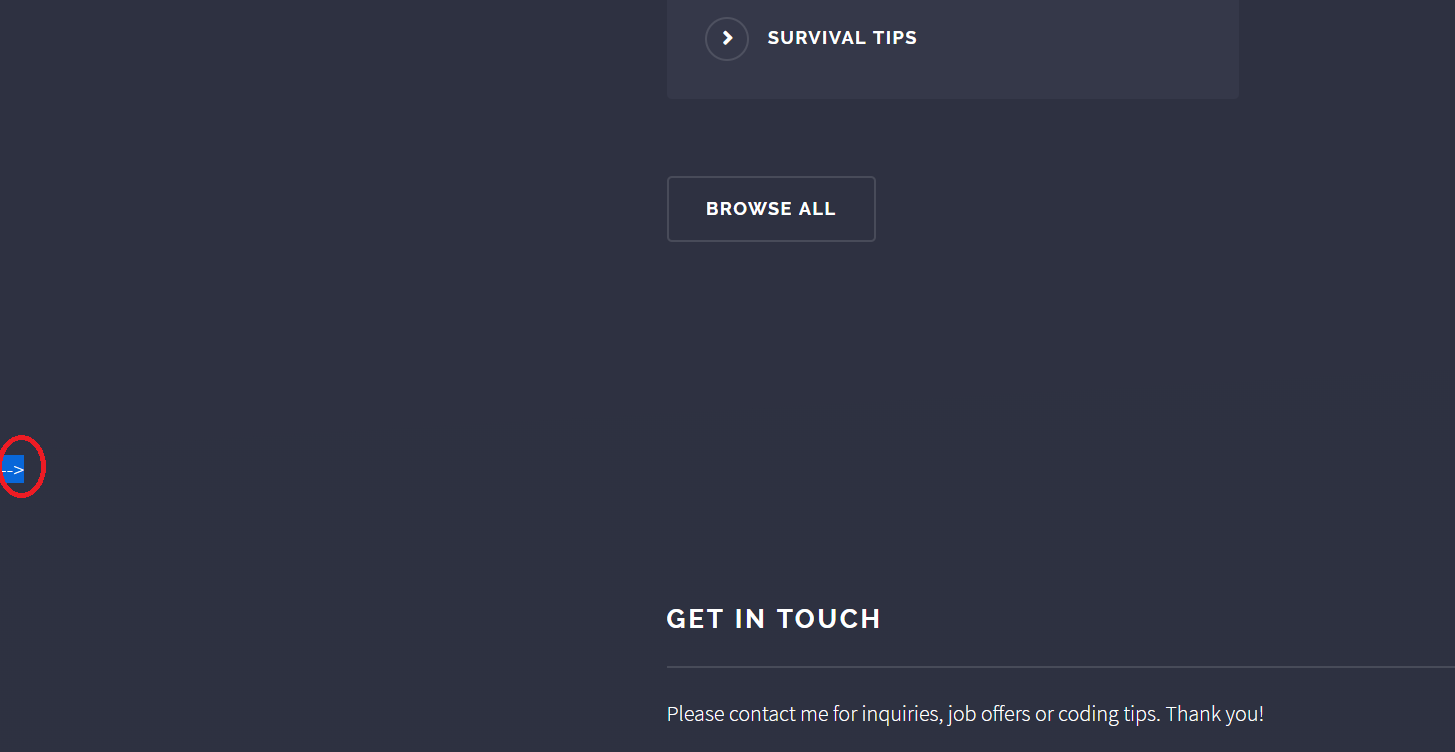 SURVIVAL TIPS
BROWSE ALL
-->
GET IN TOUCH
Please contact me for inquiries, job offers or coding tips. Thank you!